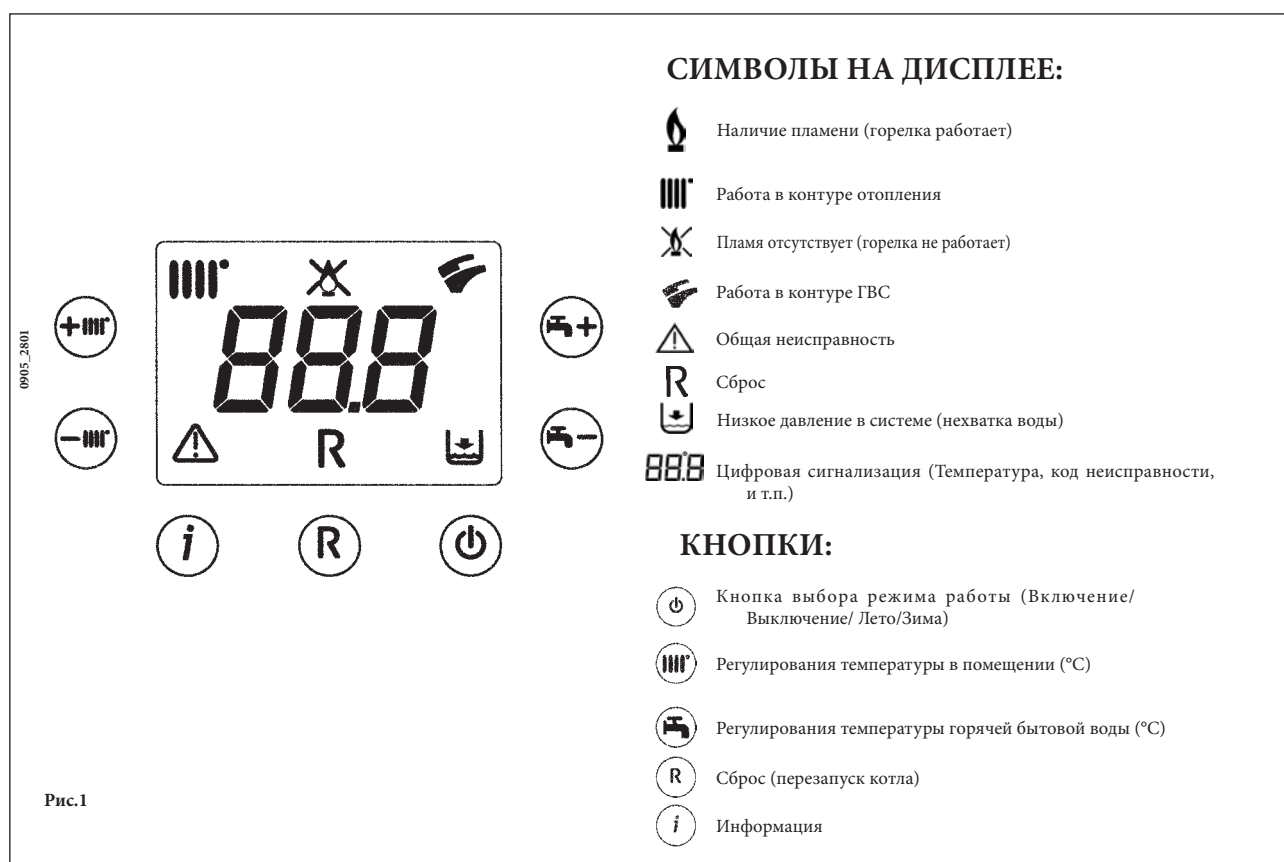 СИМВОЛЫ НА ДИСПЛЕЕ:
Наличие пламени (горелка работает)
Работа в контуре отопления
Пламя отсутствует (горелка не работает)
Работа в контуре ГВС
Общая неисправность
R Сброс
Низкое давление в системе (нехватка воды)
88.8 Цифровая сигнализация (Температура, код неисправности,
и т.п.)
КНОПКИ:
Кнопка выбора режима работы (Включение/
Выключение/ Лето/Зима)
Регулирования температуры в помещении (°C)
Регулирования температуры горячей бытовой воды (°C)
R Сброс (перезапуск котла)
i Информация
0905_2801
+
+
88.8
−
−
R
i R
Рис.1